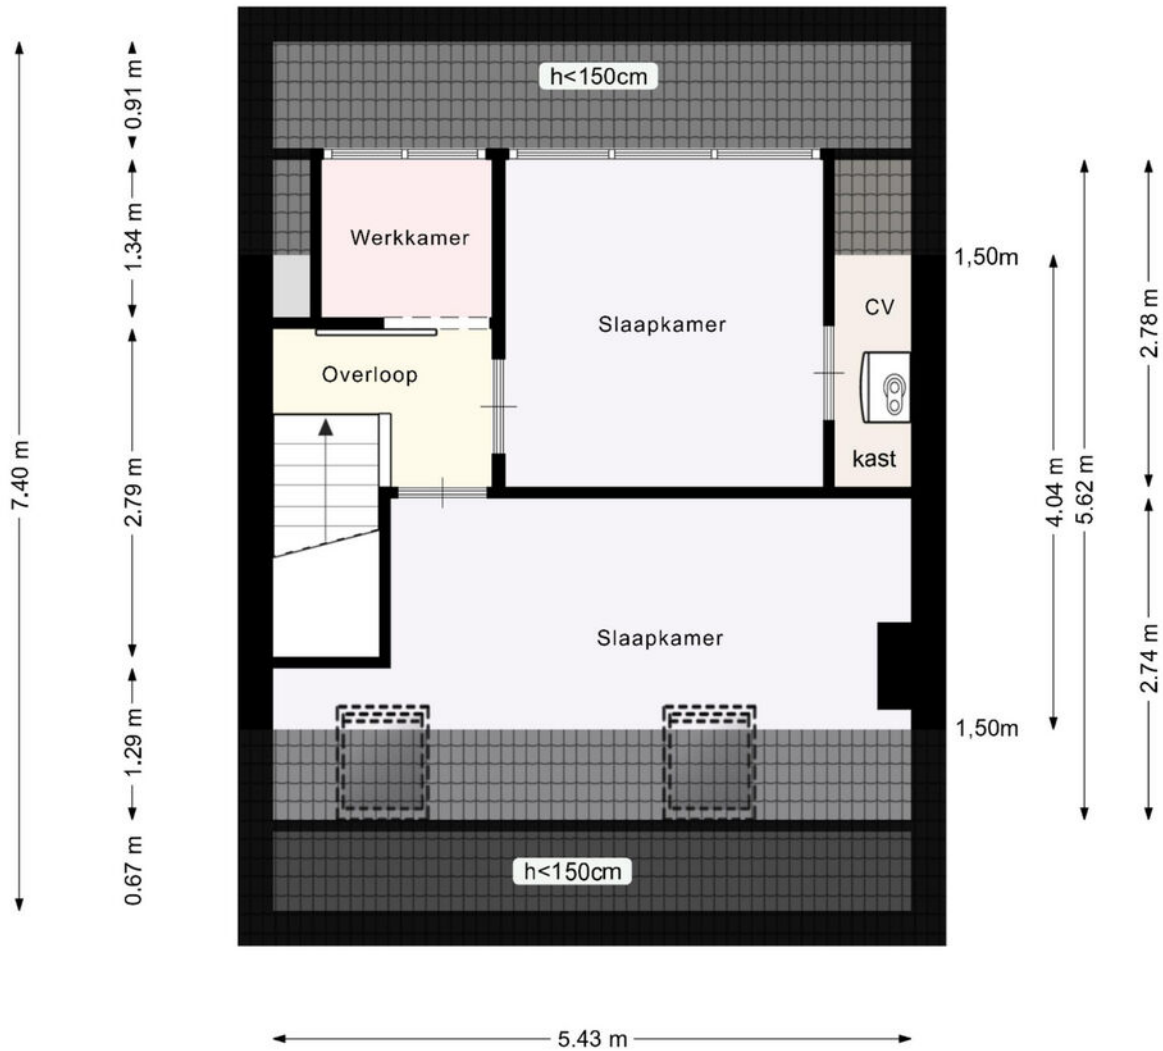 h<150cm
0.91 m
Werkkamer
1.34 m
1,50m
CV
2.78 m
Slaapkamer
Overloop
kast
7.40 m
2.79 m
4.04 m
5.62 m
Slaapkamer
2.74 m
1,50m
1.29 m
0.67 m
h<150cm
5.43 m